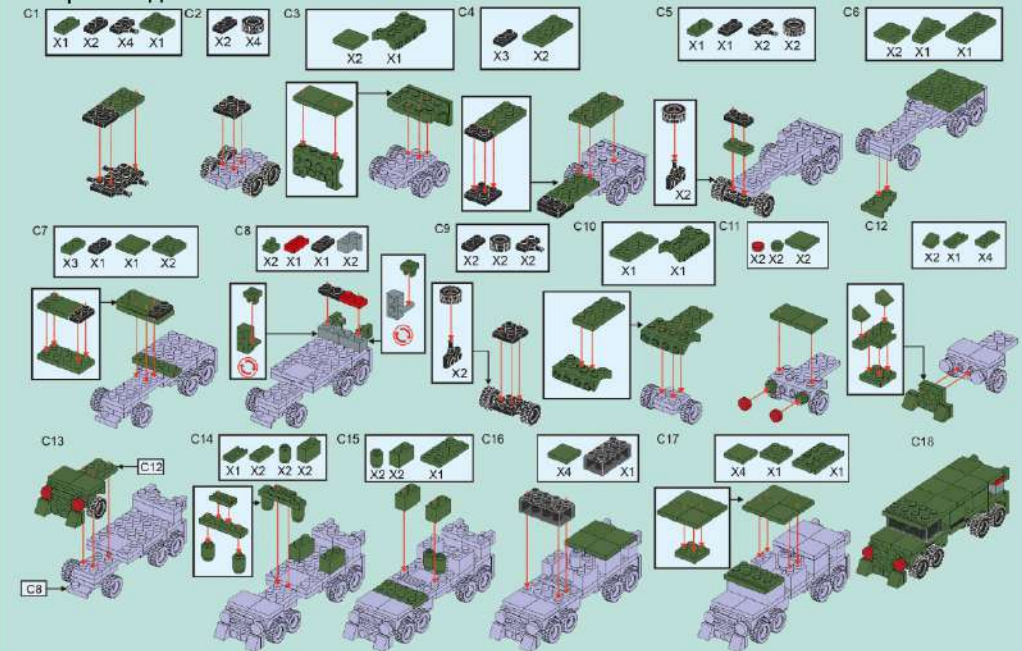 C1
X1 X2 X4 X1
C2
X2 X4
C3
X2 X1
C4
X3 X2
C5
X1 X1 X2 X2
X2
C6
X2 X1 X1
C7
X3 X1 X1 X2
C8
X2 X1 X1 X2
C9
X2 X2 X2
X2
C10
X1 X1
C11
X2 X2 X2
C12
X2 X1 X4
C13
C12
C8
C14
X1 X2 X2 X2
C15
X2 X2 X1
C16
X4 X1
C17
X4 X1 X1
C18